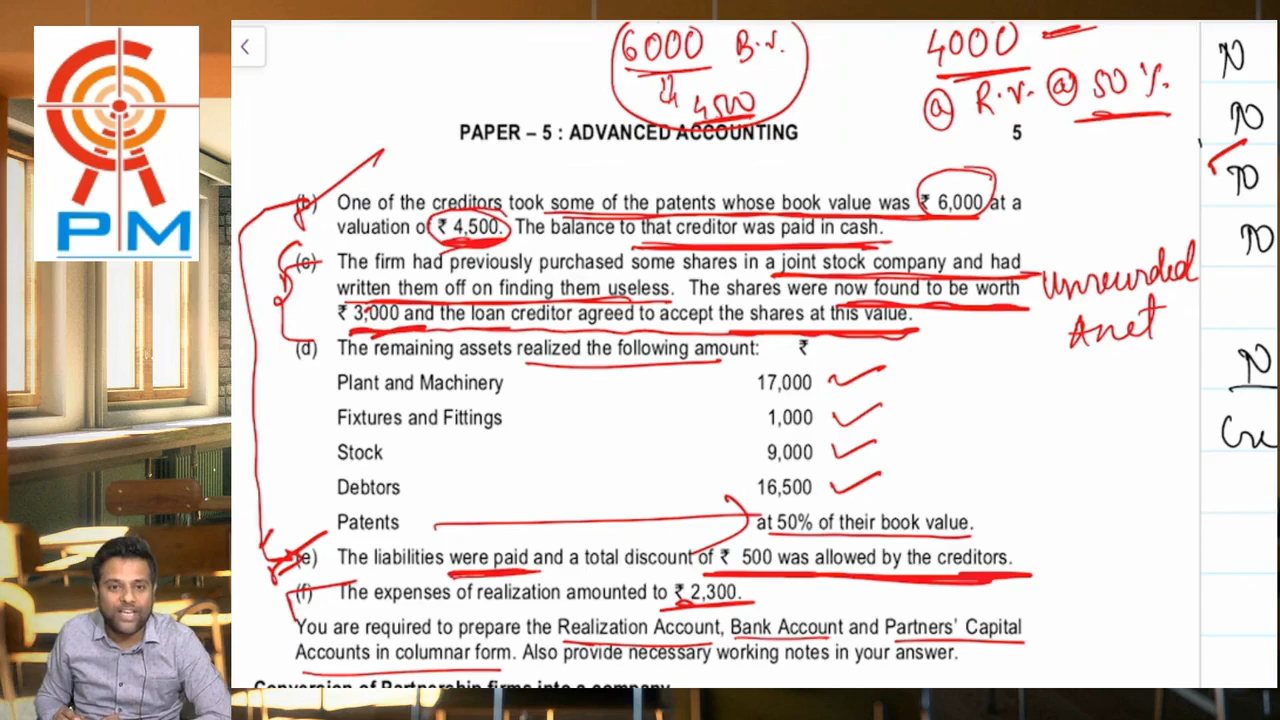 6000 B.v.
4500
4000
@ R.v. @ 50%.
PAPER – 5 : ADVANCED ACCOUNTING 5
(b) One of the creditors took some of the patents whose book value was ₹ 6,000 at a
valuation of ₹ 4,500. The balance to that creditor was paid in cash.
(c) The firm had previously purchased some shares in a joint stock company and had
written them off on finding them useless. The shares were now found to be worth
₹ 3,000 and the loan creditor agreed to accept the shares at this value.
Unrecorded
Asset
(d) The remaining assets realized the following amount: ₹
Plant and Machinery 17,000
Fixtures and Fittings 1,000
Stock 9,000
Debtors 16,500
Patents at 50% of their book value.
(e) The liabilities were paid and a total discount of ₹ 500 was allowed by the creditors.
(f) The expenses of realization amounted to ₹ 2,300.
You are required to prepare the Realization Account, Bank Account and Partners' Capital
Accounts in columnar form. Also provide necessary working notes in your answer.
Conversion of Partnership firms into a company
PM